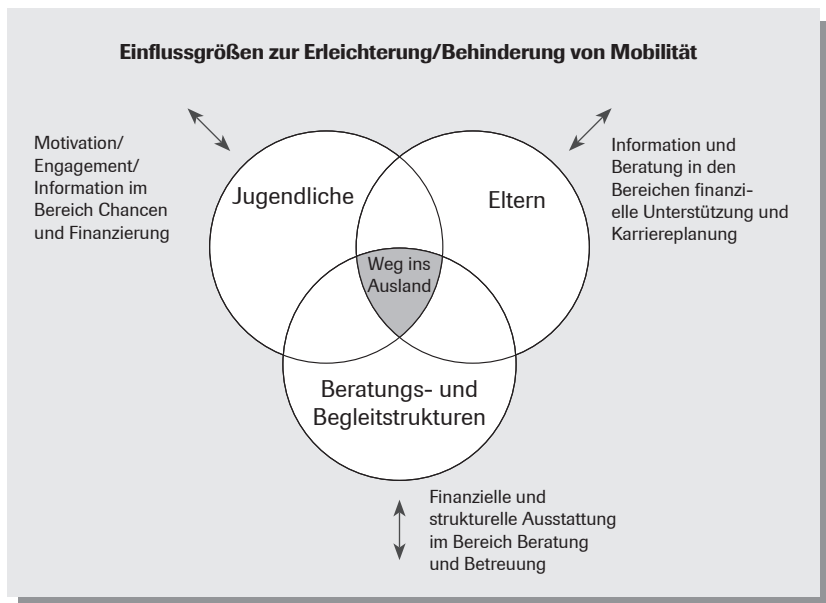 Einflussgrößen zur Erleichterung/Behinderung von Mobilität
Motivation/
Engagement/
Information im
Bereich Chancen
und Finanzierung
Information und
Beratung in den
Bereichen finanzi-
elle Unterstützung und
Karriereplanung
Jugendliche
Eltern
Weg ins
Ausland
Beratungs- und
Begleitstrukturen
Finanzielle und
strukturelle Ausstattung
im Bereich Beratung
und Betreuung